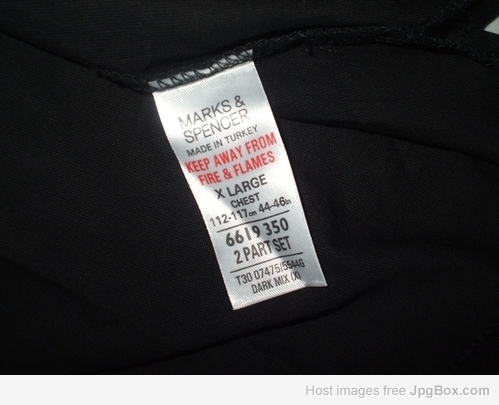 MARKS &
SPENCER
MADE IN TURKEY
KEEP AWAY FROM
FIRE & FLAMES
X LARGE
CHEST
112-117cm 44-46in
6619 350
2 PART SET
T30 07475/5544G
DARK MIX (X)
Host images free JpgBox.com